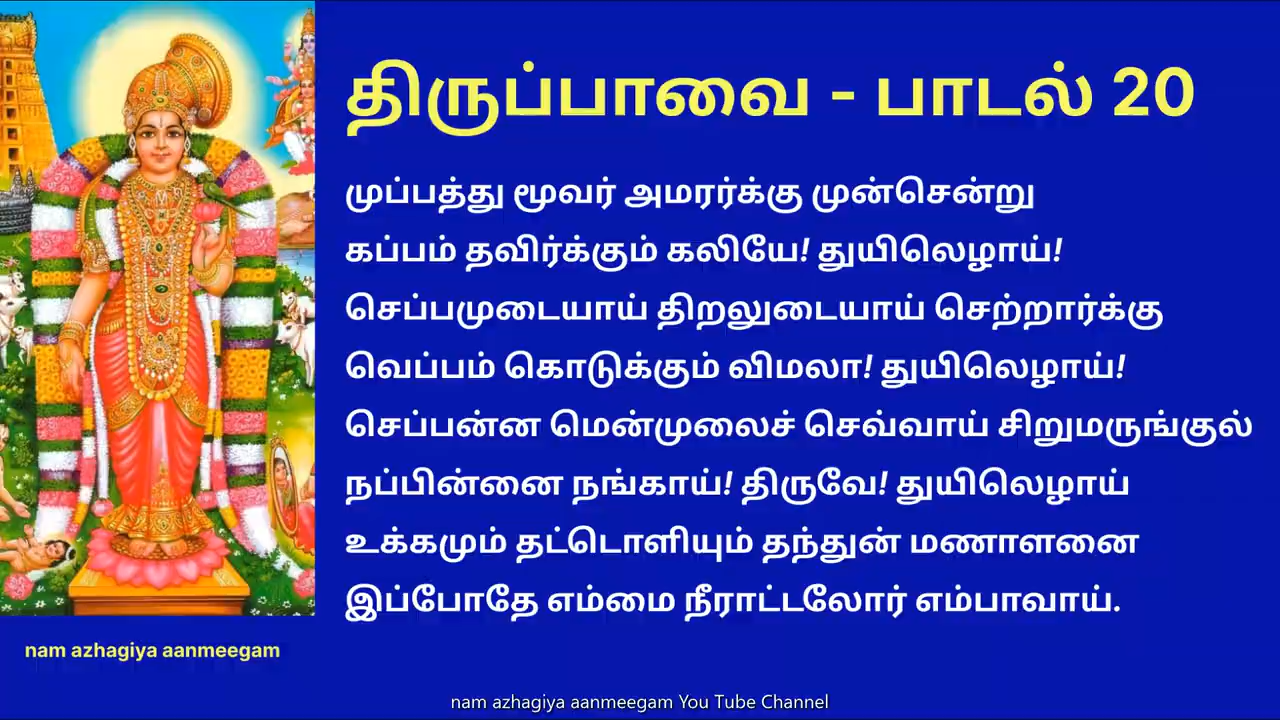 திருப்பாவை - பாடல் 20
முப்பத்து மூவர் அமரர்க்கு முன்சென்று
கப்பம் தவிர்க்கும் கலியே! துயிலெழாய்!
செப்பமுடையாய் திறலுடையாய் செற்றார்க்கு
வெப்பம் கொடுக்கும் விமலா! துயிலெழாய்!
செப்பன்ன மென்முலைச் செவ்வாய் சிறுமருங்குல்
நப்பின்னை நங்காய்! திருவே! துயிலெழாய்
உக்கமும் தட்டொளியும் தந்துன் மணாளனை
இப்போதே எம்மை நீராட்டலோர் எம்பாவாய்.
nam azhagiya aanmeegam
nam azhagiya aanmeegam You Tube Channel